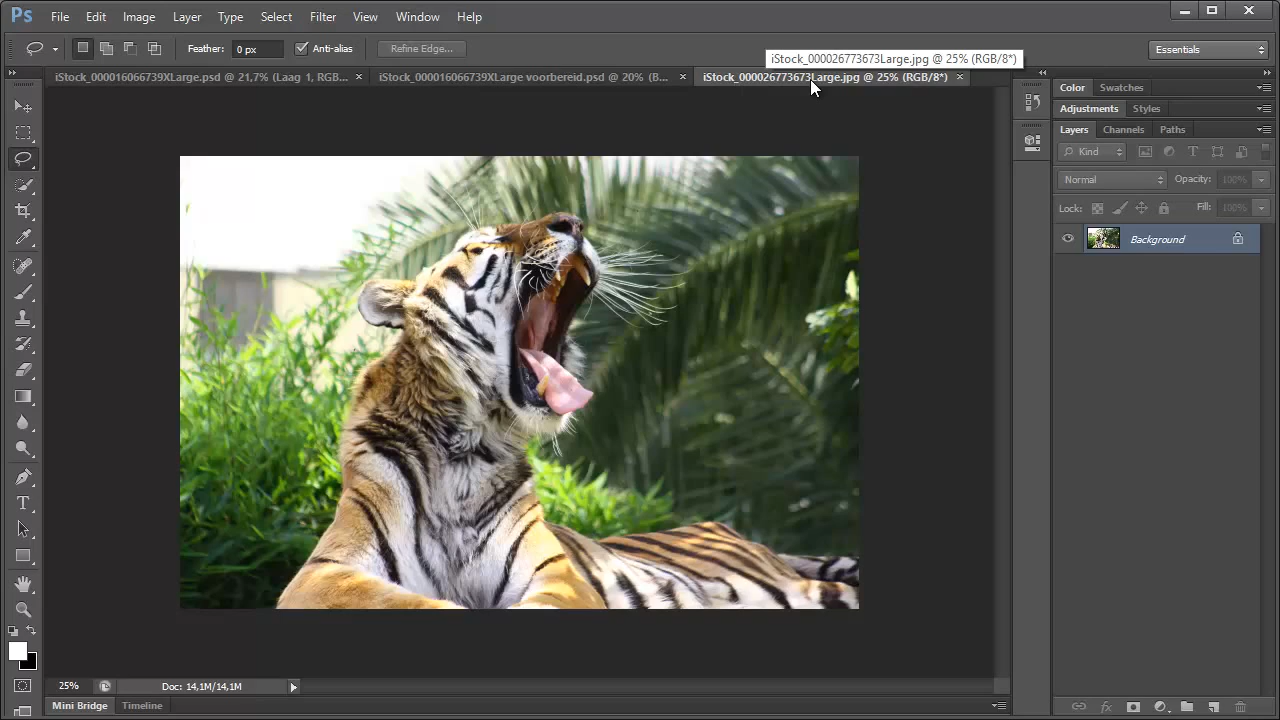 Ps File Edit Image Layer Type Select Filter View Window Help
Feather: 0 px Anti-alias Refine Edge... Essentials
iStock_000026773673Large.jpg @ 25% (RGB/8*)
iStock_000016066739XLarge.psd @ 21,7% (Laag 1, RGB... × iStock_000016066739XLarge voorbereid.psd @ 20% (B... × iStock_000026773673Large.jpg @ 25% (RGB/8*) ×
Color Swatches
Adjustments Styles
Layers Channels Paths
Kind
Normal Opacity: 100%
Lock: Fill: 100%
Background
25% Doc: 14,1M/14,1M
Mini Bridge Timeline